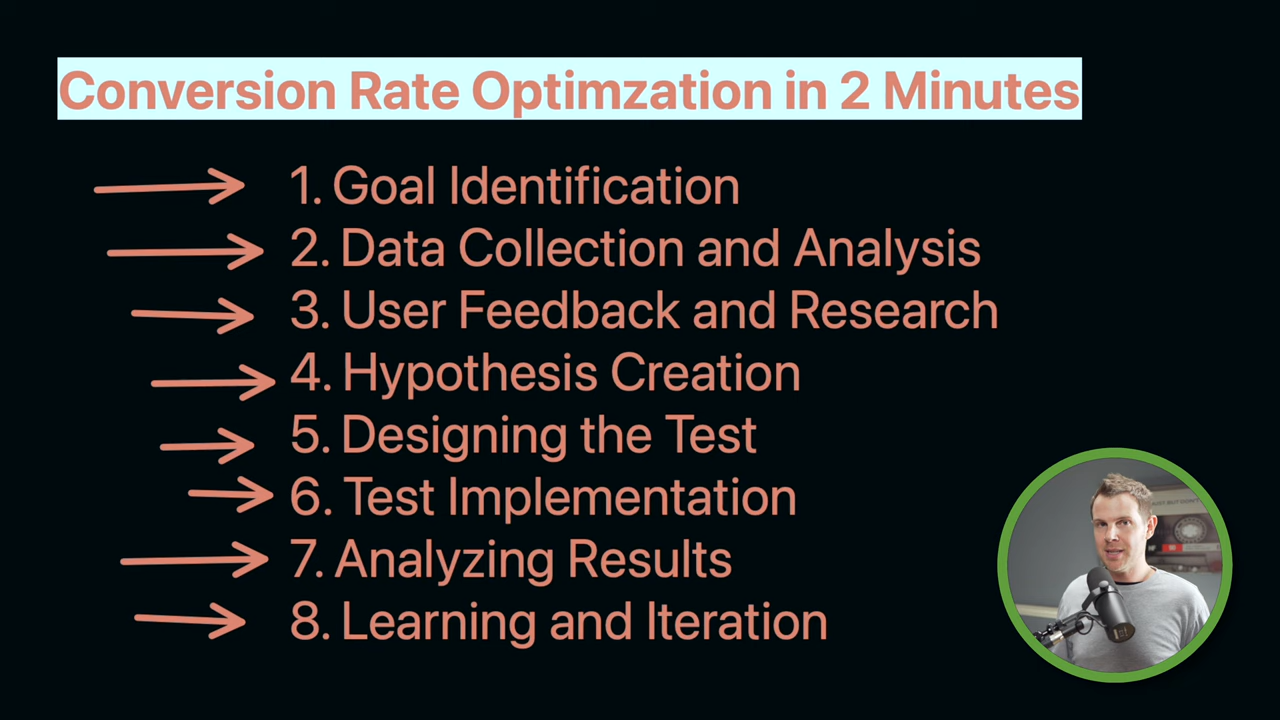 Conversion Rate Optimzation in 2 Minutes
1. Goal Identification
2. Data Collection and Analysis
3. User Feedback and Research
4. Hypothesis Creation
5. Designing the Test
6. Test Implementation
7. Analyzing Results
8. Learning and Iteration